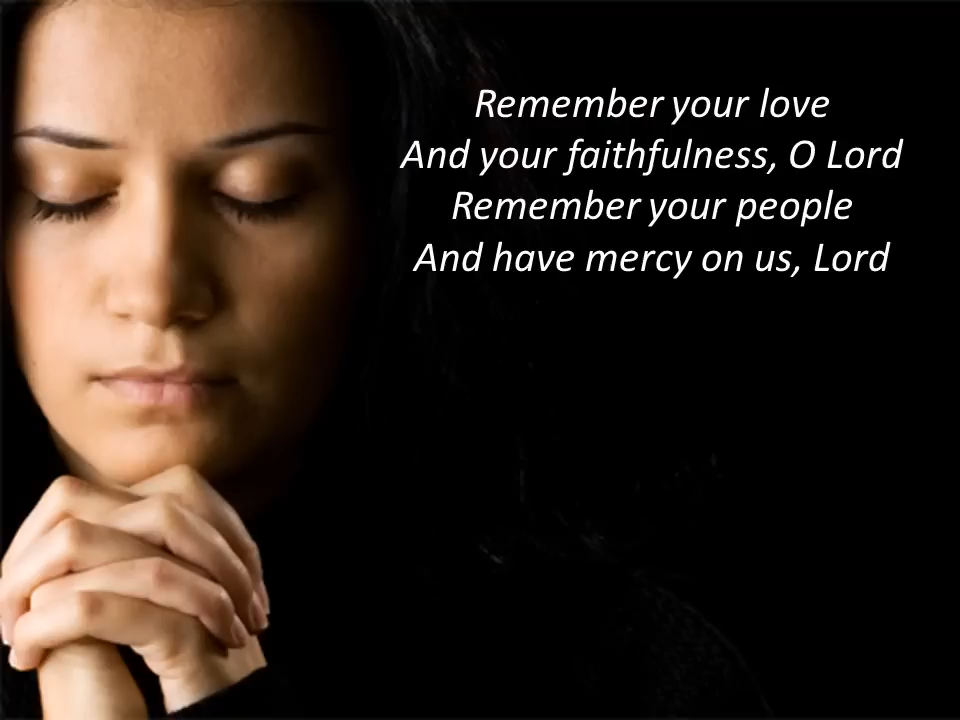 Remember your love
And your faithfulness, O Lord
Remember your people
And have mercy on us, Lord